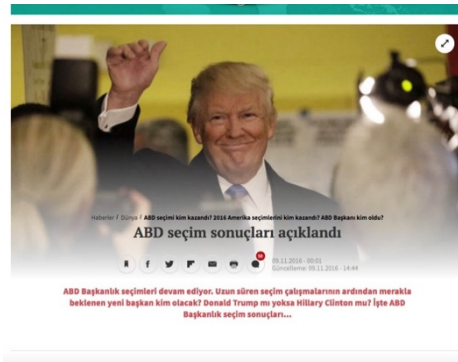 Haberler / Dünya / ABD seçimi kim kazandı? 2016 Amerika seçimlerini kim kazandı? ABD Başkanı kim oldu?
ABD seçim sonuçları açıklandı
09.11.2016 - 00:01
Güncelleme: 09.11.2016 - 14:44
ABD Başkanlık seçimleri devam ediyor. Uzun süren seçim çalışmalarının ardından merakla
beklenen yeni başkan kim olacak? Donald Trump mı yoksa Hillary Clinton mu? İşte ABD
Başkanlık seçim sonuçları...